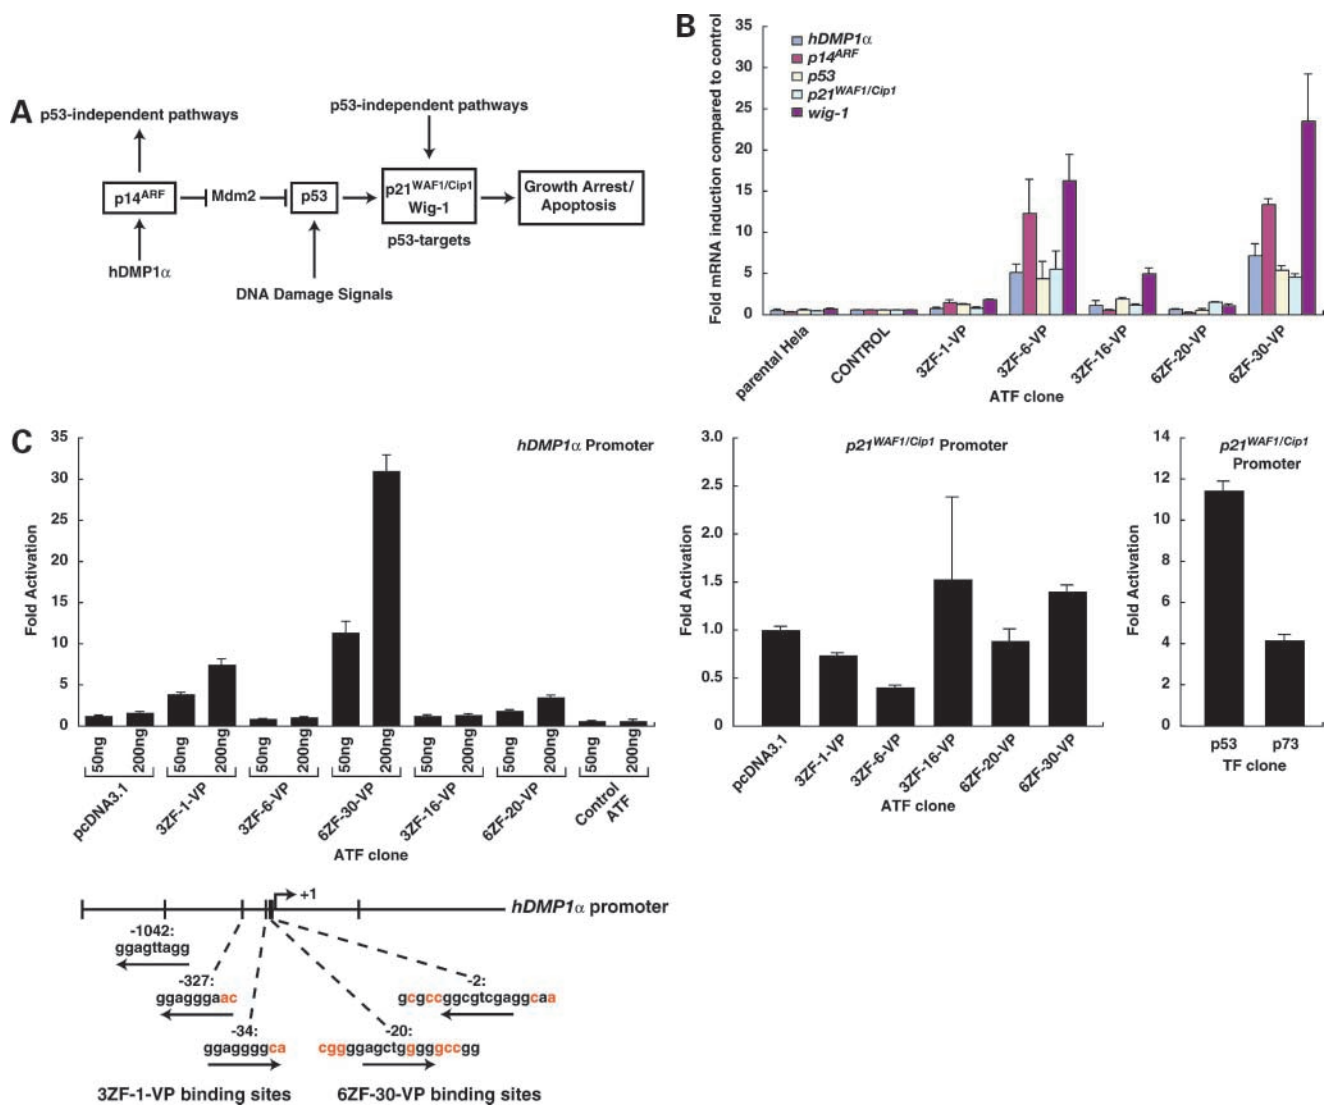 A
p53-independent pathways
p53-independent pathways
p14ARF
Mdm2
p53
p21WAF1/Cip1
Wig-1
Growth Arrest/
Apoptosis
p53-targets
hDMP1α
DNA Damage Signals
B
Fold mRNA induction compared to control
35
30
25
20
15
10
5
0
hDMP1α
p14ARF
p53
p21WAF1/Cip1
wig-1
parental Hela
CONTROL
3ZF-1-VP
3ZF-6-VP
3ZF-16-VP
6ZF-20-VP
6ZF-30-VP
ATF clone
C
hDMP1α Promoter
Fold Activation
35
30
25
20
15
10
5
0
50ng
200ng
50ng
200ng
50ng
200ng
50ng
200ng
50ng
200ng
50ng
200ng
50ng
200ng
pcDNA3.1
3ZF-1-VP
3ZF-6-VP
6ZF-30-VP
3ZF-16-VP
6ZF-20-VP
Control
ATF
ATF clone
p21WAF1/Cip1 Promoter
Fold Activation
3.0
2.5
2.0
1.5
1.0
0.5
0
pcDNA3.1
3ZF-1-VP
3ZF-6-VP
3ZF-16-VP
6ZF-20-VP
6ZF-30-VP
ATF clone
p21WAF1/Cip1
Promoter
Fold Activation
14
12
10
8
6
4
2
0
p53
p73
TF clone
+1
hDMP1α promoter
-1042:
ggagttagg
-327:
ggagggaac
-2:
gcgccggcgtcgaggcaa
-34:
ggaggggca
-20:
cggggagctgggggccgg
3ZF-1-VP binding sites
6ZF-30-VP binding sites